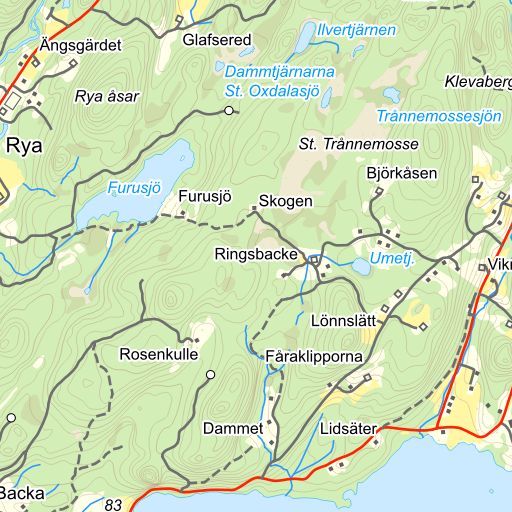 Ängsgärdet
Glafsered
Ilvertjärnen
Dammtjärnarna
St. Oxdalasjö
Klevaberg
Rya åsar
Trånnemossesjön
Rya
St. Trånnemosse
Björkåsen
Furusjö
Furusjö
Skogen
Ringsbacke
Umetj.
Vikr
Lönnslätt
Rosenkulle
Fåraklipporna
Dammet
Lidsäter
Backa
83